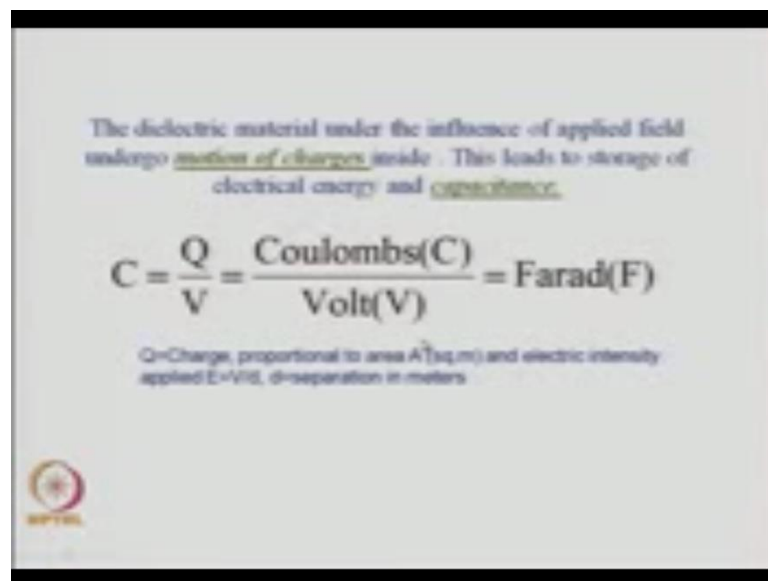 The dielectric material under the influence of applied field
undergo motion of charges inside . This leads to storage of
electrical energy and capacitance.
C = Q/V = Coulombs(C)/Volt(V) = Farad(F)
Q=Charge, proportional to area A (sq,m) and electric intensity
applied E=V/d, d=separation in meters
NPTEL